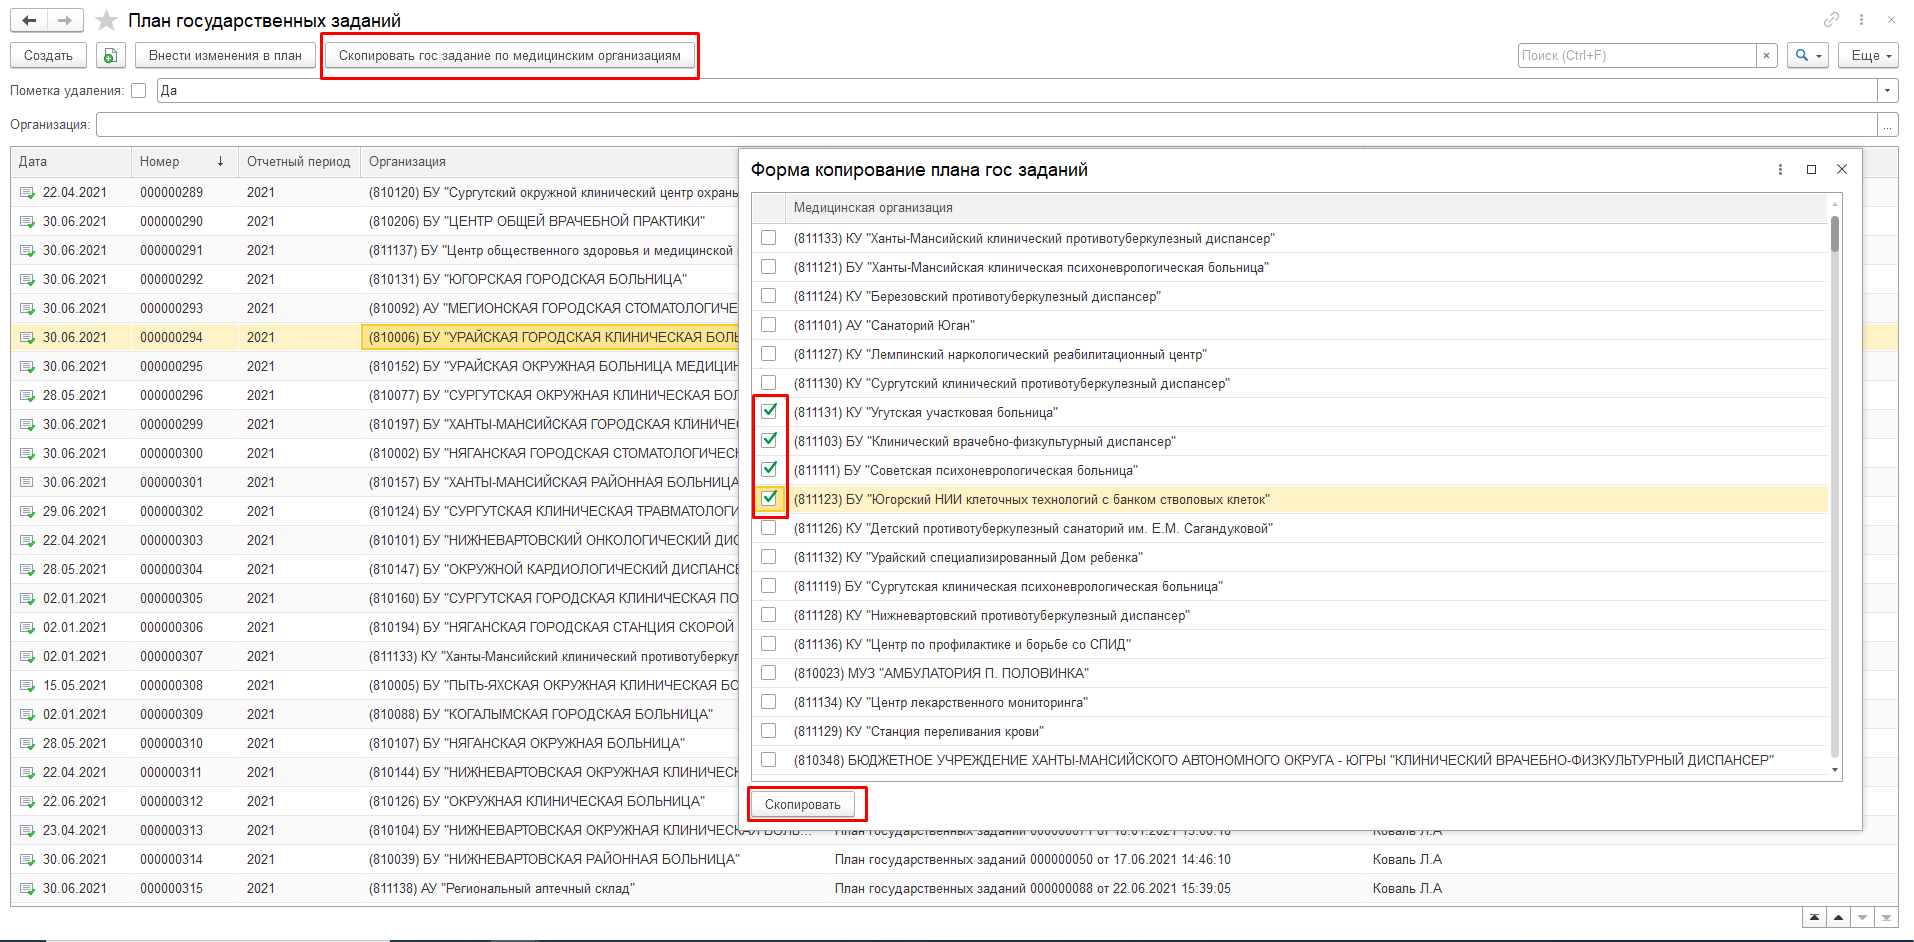 План государственных заданий
Создать
Внести изменения в план
Скопировать гос задание по медицинским организациям
Поиск (Ctrl+F)
×
Еще
Пометка удаления:
Да
Организация:
...
Дата Номер ↓ Отчетный период Организация
22.04.2021 000000289 2021 (810120) БУ "Сургутский окружной клинический центр охраны
30.06.2021 000000290 2021 (810206) БУ "ЦЕНТР ОБЩЕЙ ВРАЧЕБНОЙ ПРАКТИКИ"
30.06.2021 000000291 2021 (811137) БУ "Центр общественного здоровья и медицинской
30.06.2021 000000292 2021 (810131) БУ "ЮГОРСКАЯ ГОРОДСКАЯ БОЛЬНИЦА"
30.06.2021 000000293 2021 (810092) АУ "МЕГИОНСКАЯ ГОРОДСКАЯ СТОМАТОЛОГИЧЕ
30.06.2021 000000294 2021 (810006) БУ "УРАЙСКАЯ ГОРОДСКАЯ КЛИНИЧЕСКАЯ БОЛЬ
30.06.2021 000000295 2021 (810152) БУ "УРАЙСКАЯ ОКРУЖНАЯ БОЛЬНИЦА МЕДИЦИН
28.05.2021 000000296 2021 (810077) БУ "СУРГУТСКАЯ ОКРУЖНАЯ КЛИНИЧЕСКАЯ БОЛ
30.06.2021 000000299 2021 (810197) БУ "ХАНТЫ-МАНСИЙСКАЯ ГОРОДСКАЯ КЛИНИЧЕ
30.06.2021 000000300 2021 (810002) БУ "НЯГАНСКАЯ ГОРОДСКАЯ СТОМАТОЛОГИЧЕСК
30.06.2021 000000301 2021 (810157) БУ "ХАНТЫ-МАНСИЙСКАЯ РАЙОННАЯ БОЛЬНИЦА
29.06.2021 000000302 2021 (810124) БУ "СУРГУТСКАЯ КЛИНИЧЕСКАЯ ТРАВМАТОЛОГИ
22.04.2021 000000303 2021 (810101) БУ "НИЖНЕВАРТОВСКИЙ ОНКОЛОГИЧЕСКИЙ ДИС
28.05.2021 000000304 2021 (810147) БУ "ОКРУЖНОЙ КАРДИОЛОГИЧЕСКИЙ ДИСПАНСЕ
02.01.2021 000000305 2021 (810160) БУ "СУРГУТСКАЯ ГОРОДСКАЯ КЛИНИЧЕСКАЯ ПО
02.01.2021 000000306 2021 (810194) БУ "НЯГАНСКАЯ ГОРОДСКАЯ СТАНЦИЯ СКОРОЙ
02.01.2021 000000307 2021 (811133) КУ "Ханты-Мансийский клинический противотуберкул
15.05.2021 000000308 2021 (810005) БУ "ПЫТЬ-ЯХСКАЯ ОКРУЖНАЯ КЛИНИЧЕСКАЯ БО
02.01.2021 000000309 2021 (810088) БУ "КОГАЛЫМСКАЯ ГОРОДСКАЯ БОЛЬНИЦА"
28.05.2021 000000310 2021 (810107) БУ "НЯГАНСКАЯ ОКРУЖНАЯ БОЛЬНИЦА"
22.04.2021 000000311 2021 (810144) БУ "НИЖНЕВАРТОВСКАЯ ОКРУЖНАЯ КЛИНИЧЕСК
22.06.2021 000000312 2021 (810126) БУ "ОКРУЖНАЯ КЛИНИЧЕСКАЯ БОЛЬНИЦА"
23.04.2021 000000313 2021 (810104) БУ "НИЖНЕВАРТОВСКАЯ ОКРУЖНАЯ КЛИНИЧЕСКАЯ БОЛЬ... План государственных заданий 000000071 от 18.01.2021 15:00:16 Коваль Л.А
30.06.2021 000000314 2021 (810039) БУ "НИЖНЕВАРТОВСКАЯ РАЙОННАЯ БОЛЬНИЦА" План государственных заданий 000000050 от 17.06.2021 14:46:10 Коваль Л.А
30.06.2021 000000315 2021 (811138) АУ "Региональный аптечный склад" План государственных заданий 000000088 от 22.06.2021 15:39:05 Коваль Л.А
Форма копирование плана гос заданий
Медицинская организация
(811133) КУ "Ханты-Мансийский клинический противотуберкулезный диспансер"
(811121) БУ "Ханты-Мансийская клиническая психоневрологическая больница"
(811124) КУ "Березовский противотуберкулезный диспансер"
(811101) АУ "Санаторий Юган"
(811127) КУ "Лемпинский наркологический реабилитационный центр"
(811130) КУ "Сургутский клинический противотуберкулезный диспансер"
(811131) КУ "Угутская участковая больница"
(811103) БУ "Клинический врачебно-физкультурный диспансер"
(811111) БУ "Советская психоневрологическая больница"
(811123) БУ "Югорский НИИ клеточных технологий с банком стволовых клеток"
(811126) КУ "Детский противотуберкулезный санаторий им. Е.М. Сагандуковой"
(811132) КУ "Урайский специализированный Дом ребенка"
(811119) БУ "Сургутская клиническая психоневрологическая больница"
(811128) КУ "Нижневартовский противотуберкулезный диспансер"
(811136) КУ "Центр по профилактике и борьбе со СПИД"
(810023) МУЗ "АМБУЛАТОРИЯ П. ПОЛОВИНКА"
(811134) КУ "Центр лекарственного мониторинга"
(811129) КУ "Станция переливания крови"
(810348) БЮДЖЕТНОЕ УЧРЕЖДЕНИЕ ХАНТЫ-МАНСИЙСКОГО АВТОНОМНОГО ОКРУГА - ЮГРЫ "КЛИНИЧЕСКИЙ ВРАЧЕБНО-ФИЗКУЛЬТУРНЫЙ ДИСПАНСЕР"
Скопировать